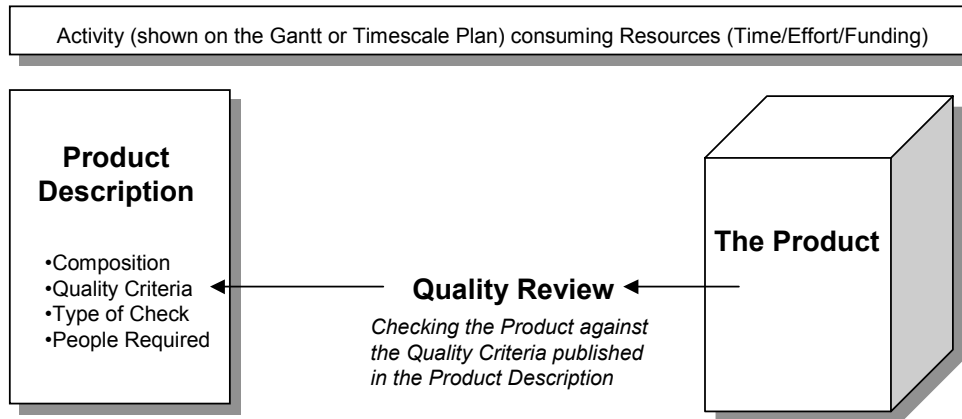 Activity (shown on the Gantt or Timescale Plan) consuming Resources (Time/Effort/Funding)
Product
Description
•Composition
•Quality Criteria
•Type of Check
•People Required
Quality Review
Checking the Product against
the Quality Criteria published
in the Product Description
The Product